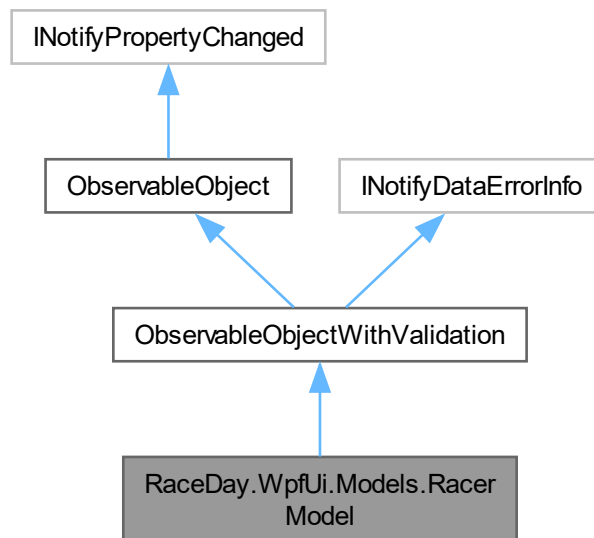 INotifyPropertyChanged
ObservableObject
INotifyDataErrorInfo
ObservableObjectWithValidation
RaceDay.WpfUi.Models.Racer
Model